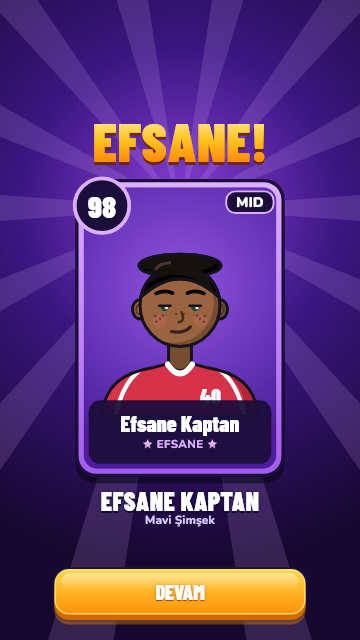 EFSANE!
98
MID
40
Efsane Kaptan
★ EFSANE ★
EFSANE KAPTAN
Mavi Şimşek
DEVAM